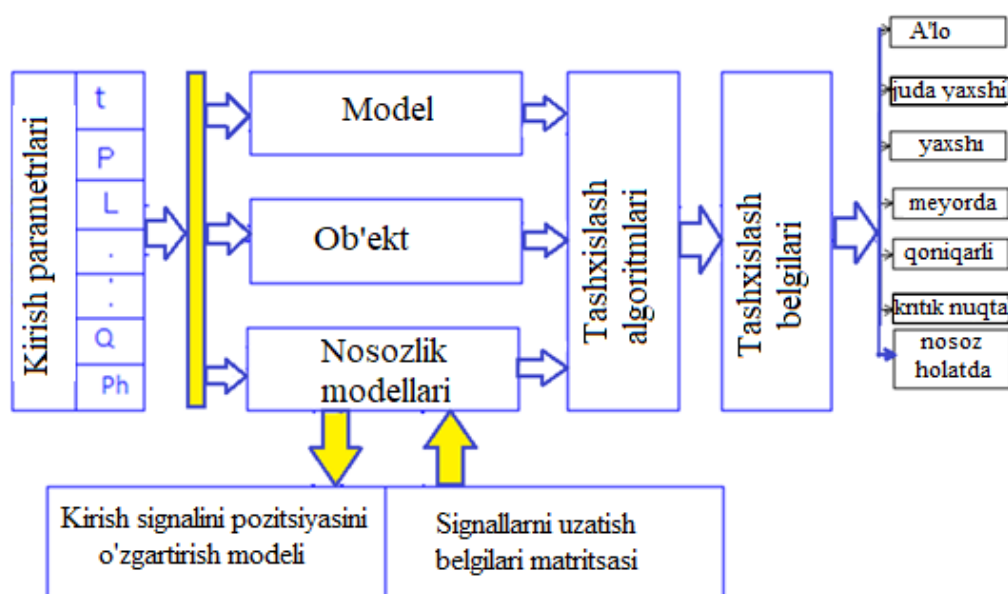 Kirish parametrlari
t
P
L
.
.
.
Q
Ph
Model
Ob'ekt
Nosozlik
modellari
Tashxislash
algoritmlari
Tashxislash
belgilari
A'lo
juda yaxshi
yaxshi
meyorda
qoniqarli
kritik nuqta
nosoz
holatda
Kirish signalini pozitsiyasini
o'zgartirish modeli
Signallarni uzatish
belgilari matritsasi